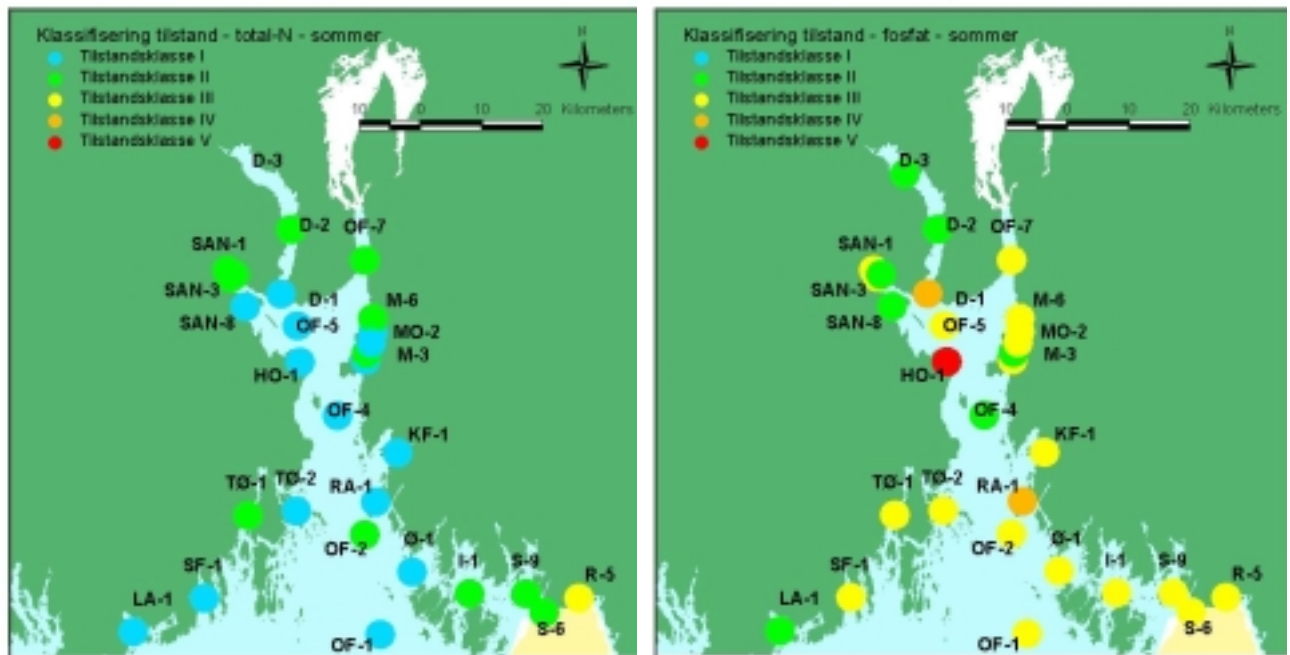 Klassifisering tilstand - total-N - sommer
Tilstandsklasse I
Tilstandsklasse II
Tilstandsklasse III
Tilstandsklasse IV
Tilstandsklasse V
N
10 0 10 20 Kilometers
D-3
D-2
OF-7
SAN-1
SAN-3
D-1
M-6
SAN-8
OF-5
MO-2
M-3
HO-1
OF-4
KF-1
TØ-1
TØ-2
RA-1
OF-2
Ø-1
SF-1
I-1
S-9
R-5
LA-1
S-6
OF-1
Klassifisering tilstand - fosfat - sommer
Tilstandsklasse I
Tilstandsklasse II
Tilstandsklasse III
Tilstandsklasse IV
Tilstandsklasse V
N
10 0 10 20 Kilometers
D-3
D-2
OF-7
SAN-1
SAN-3
D-1
M-6
SAN-8
OF-5
MO-2
M-3
HO-1
OF-4
KF-1
TØ-1
TØ-2
RA-1
OF-2
Ø-1
SF-1
I-1
S-9
R-5
LA-1
S-6
OF-1